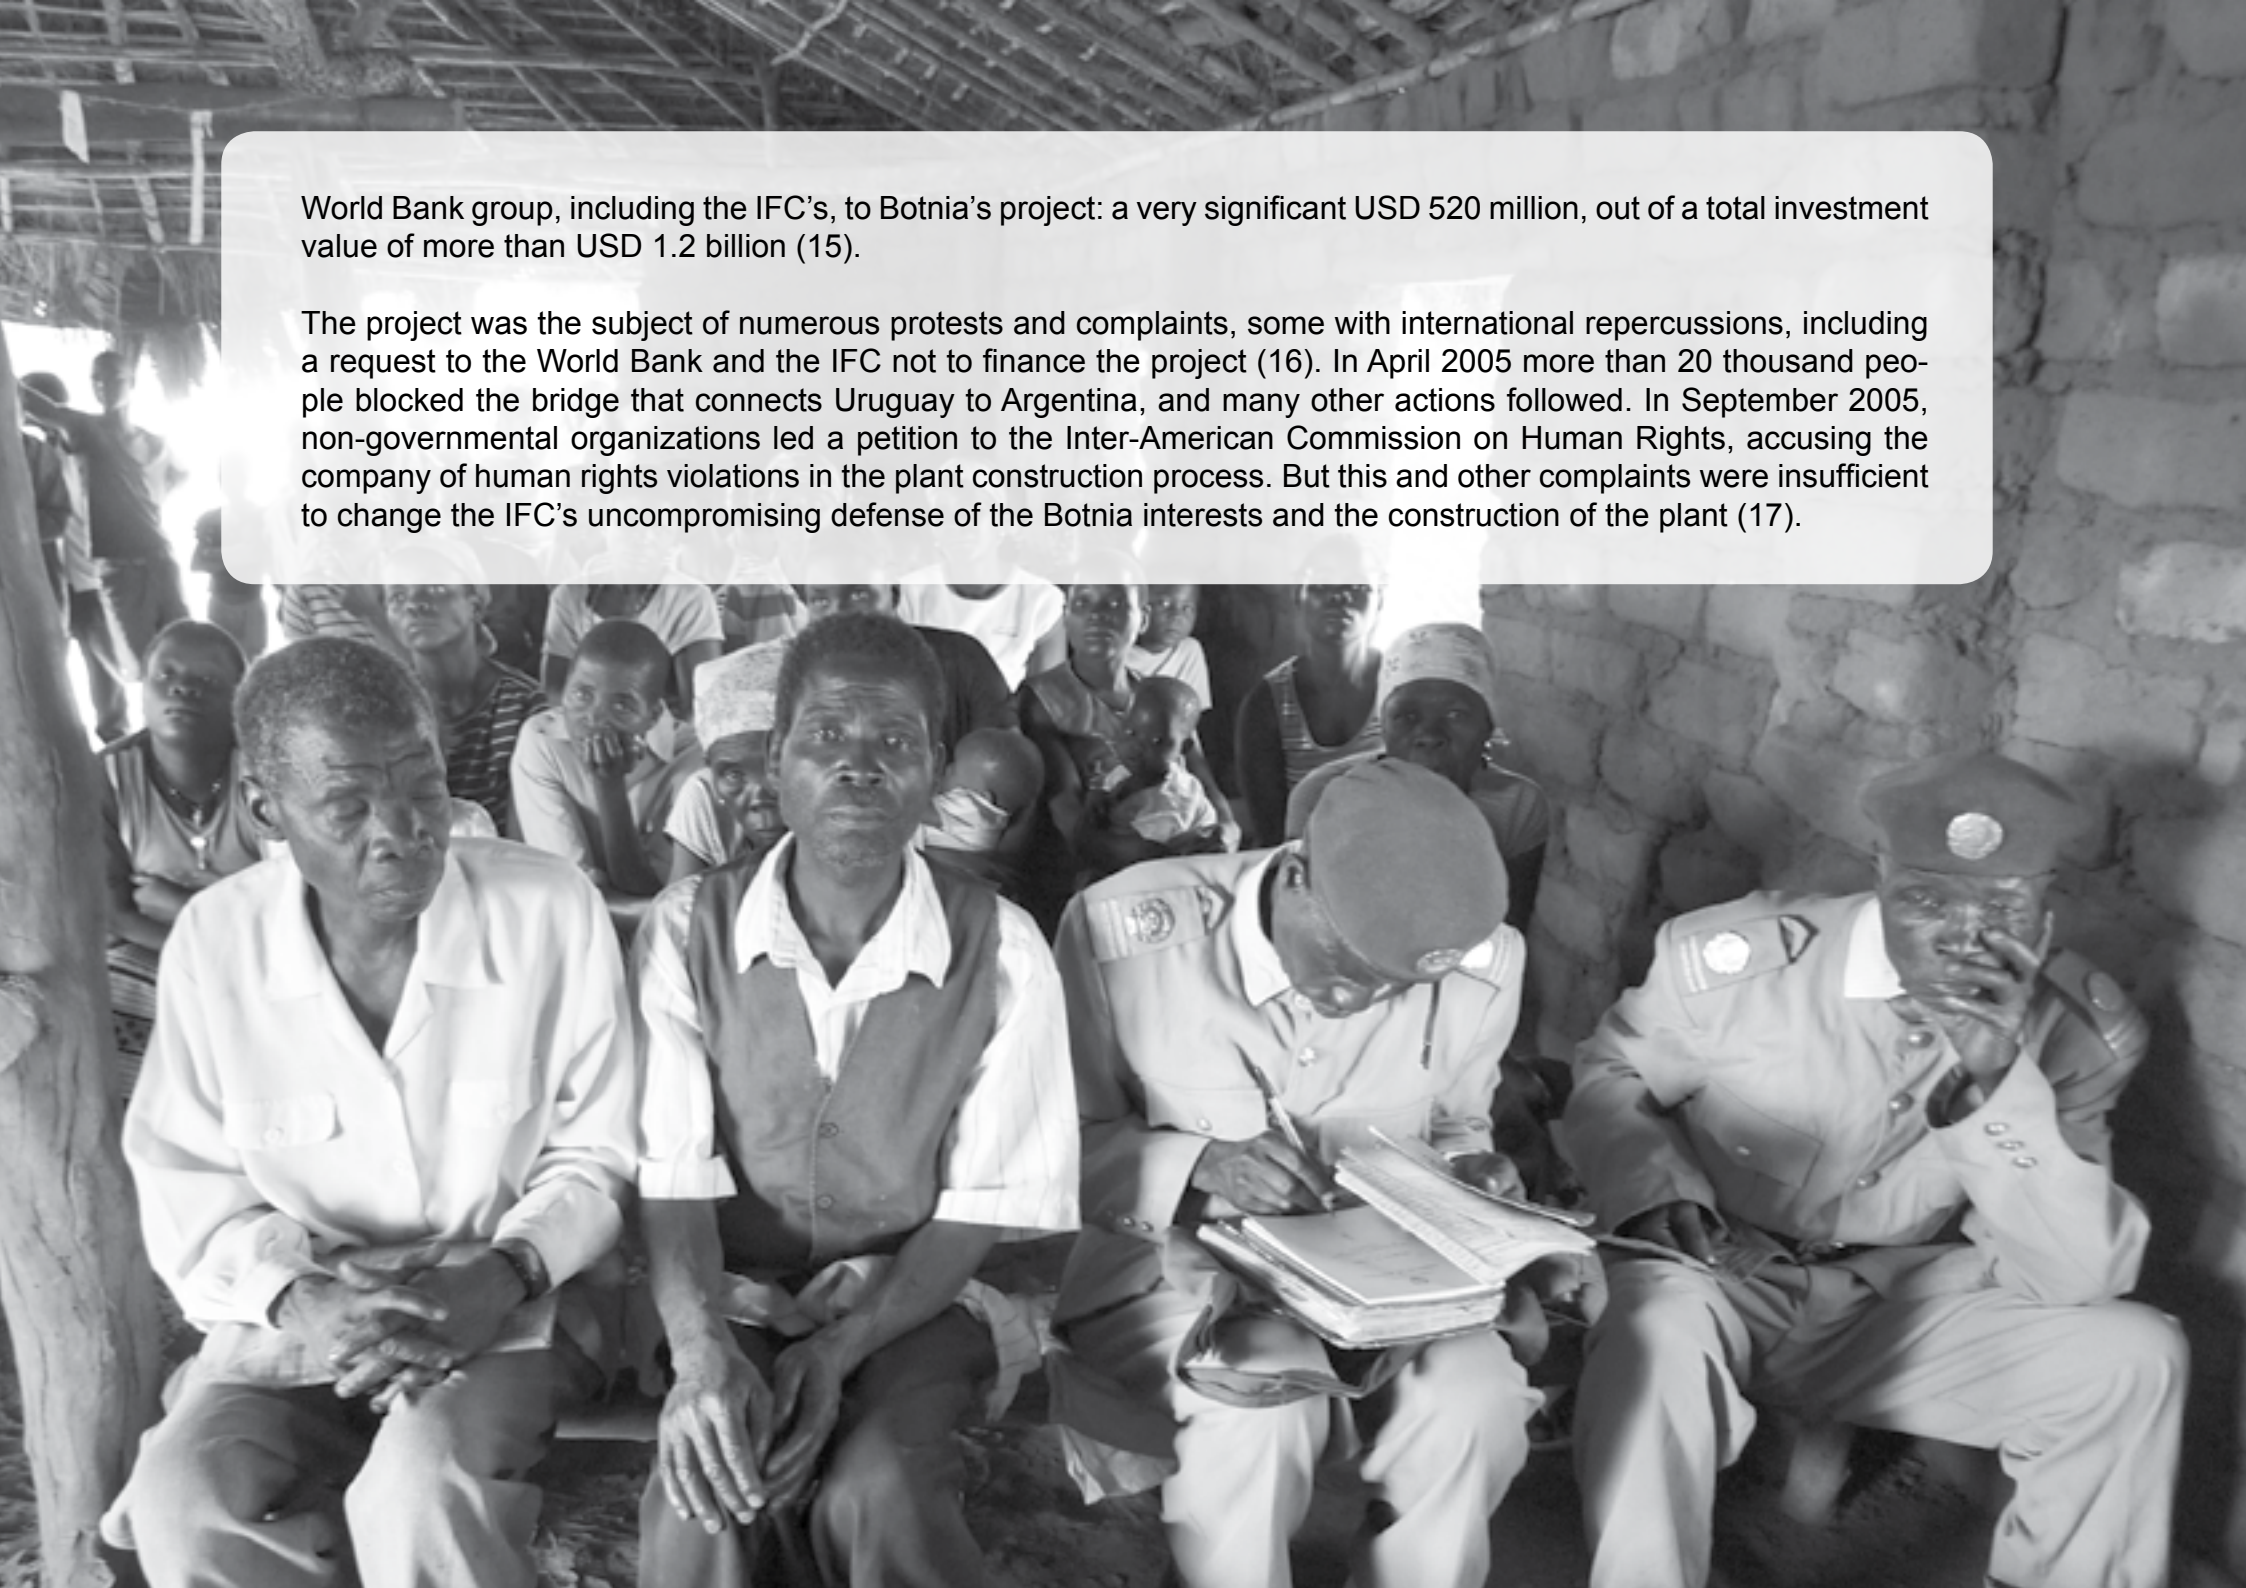 World Bank group, including the IFC’s, to Botnia’s project: a very significant USD 520 million, out of a total investment
value of more than USD 1.2 billion (15).
The project was the subject of numerous protests and complaints, some with international repercussions, including
a request to the World Bank and the IFC not to finance the project (16). In April 2005 more than 20 thousand peo-
ple blocked the bridge that connects Uruguay to Argentina, and many other actions followed. In September 2005,
non-governmental organizations led a petition to the Inter-American Commission on Human Rights, accusing the
company of human rights violations in the plant construction process. But this and other complaints were insufficient
to change the IFC’s uncompromising defense of the Botnia interests and the construction of the plant (17).